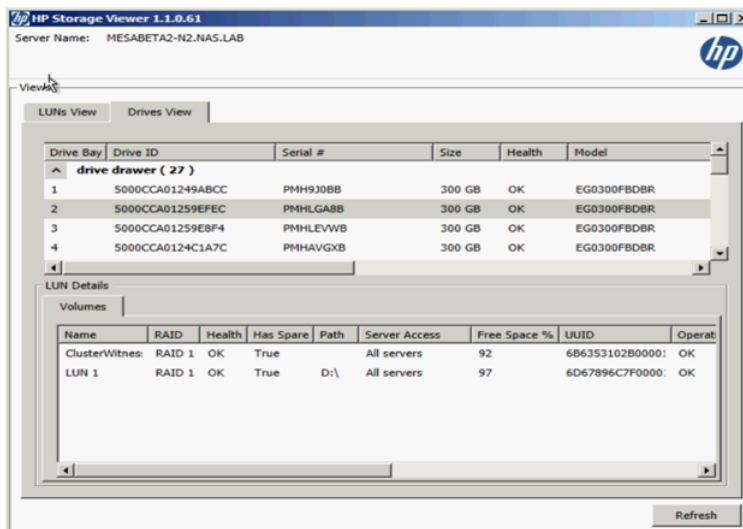 hp HP Storage Viewer 1.1.0.61
Server Name: MESABETA2-N2.NAS.LAB
hp
Views
LUNs View Drives View
Drive Bay Drive ID Serial # Size Health Model
drive drawer ( 27 )
1 5000CCA01249ABCC PMH9J0BB 300 GB OK EG0300FBDBR
2 5000CCA01259EFEC PMHLGA8B 300 GB OK EG0300FBDBR
3 5000CCA01259E8F4 PMHLEVWB 300 GB OK EG0300FBDBR
4 5000CCA0124C1A7C PMHAVGXB 300 GB OK EG0300FBDBR
LUN Details
Volumes
Name RAID Health Has Spare Path Server Access Free Space % UUID Operati
ClusterWitnes: RAID 1 OK True All servers 92 6B6353102B0000: OK
LUN 1 RAID 1 OK True D:\ All servers 97 6D67896C7F0000: OK
Refresh